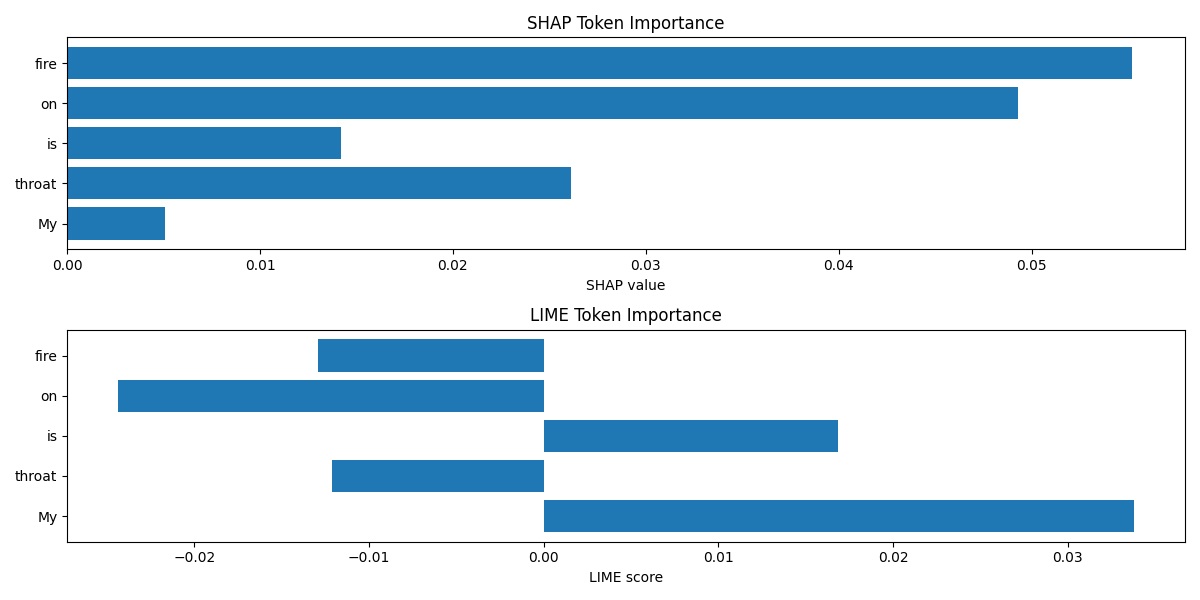 SHAP Token Importance
fire
on
is
throat
My
0.00 0.01 0.02 0.03 0.04 0.05
SHAP value
LIME Token Importance
fire
on
is
throat
My
−0.02 −0.01 0.00 0.01 0.02 0.03
LIME score